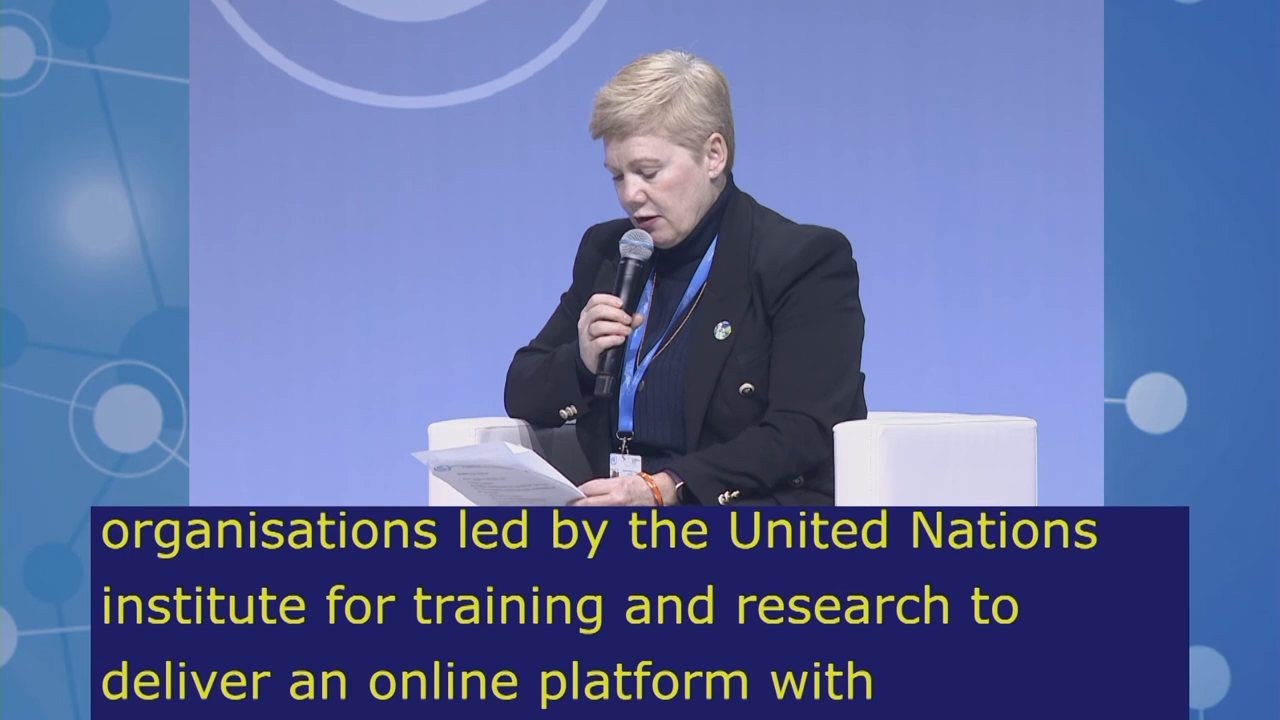 organisations led by the United Nations
institute for training and research to
deliver an online platform with